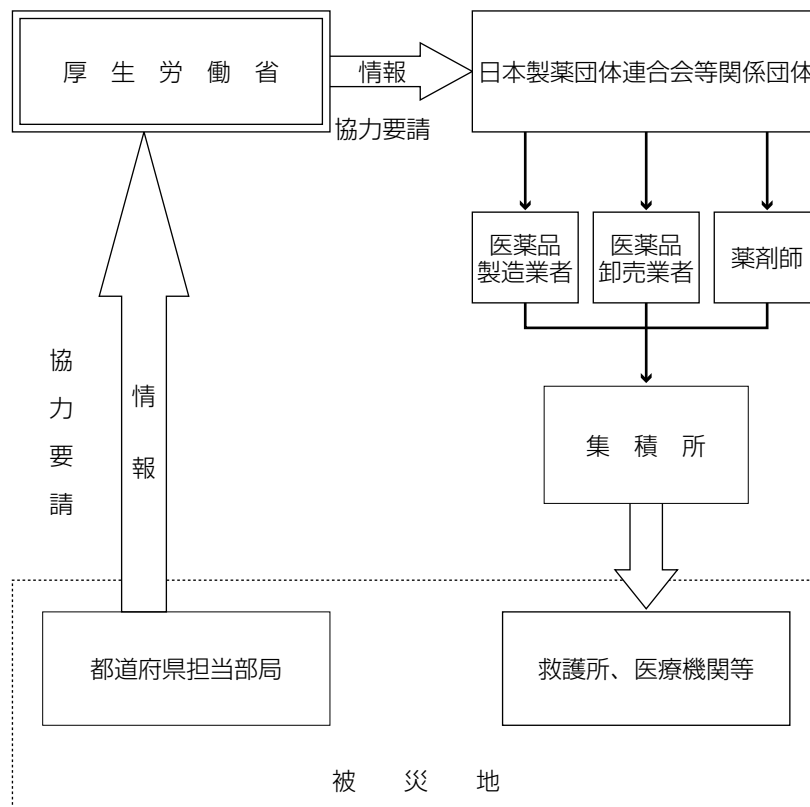 厚生労働省
情報
日本製薬団体連合会等関係団体
協力要請
医薬品
製造業者
医薬品
卸売業者
薬剤師
協力要請
情報
集積所
都道府県担当部局
救護所、医療機関等
被災地